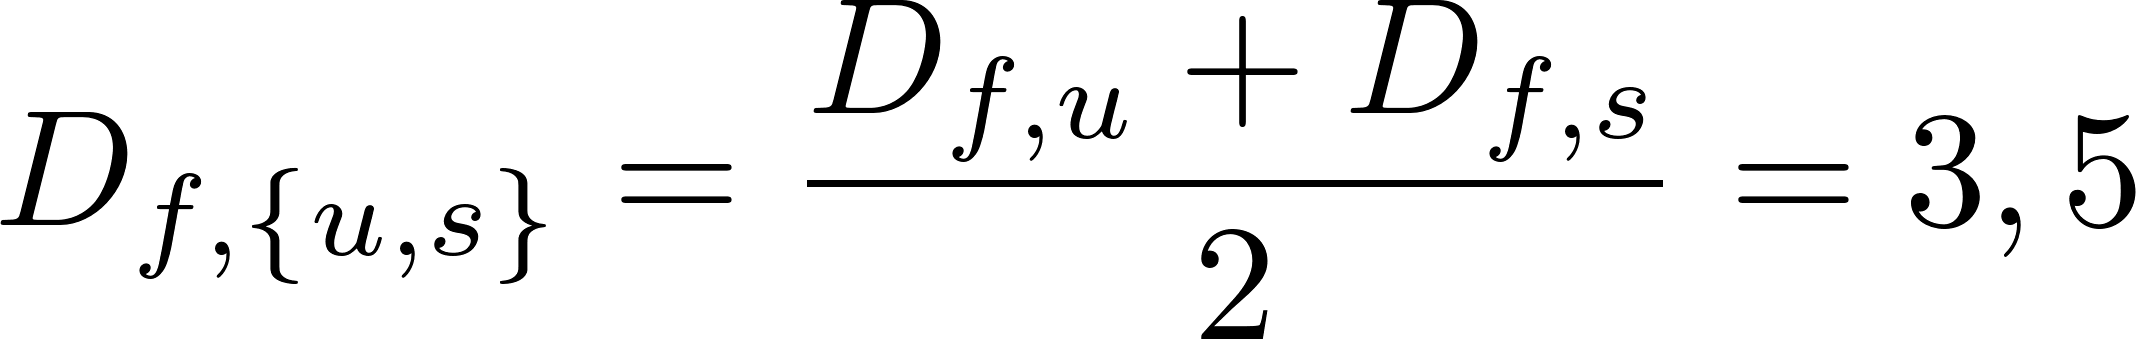 D_{f,\{u,s\}} = \frac{D_{f,u} + D_{f,s}}{2} = 3,5